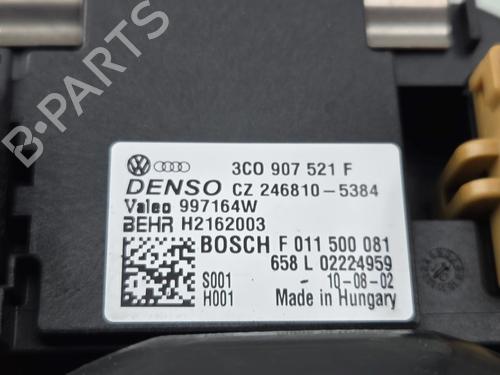 3C0 907 521 F
DENSO CZ 246810-5384
Valeo 997164W
BEHR H2162003
BOSCH F 011 500 081
658 L 02224959
S001 10-08-02
H001 Made in Hungary
B-PARTS